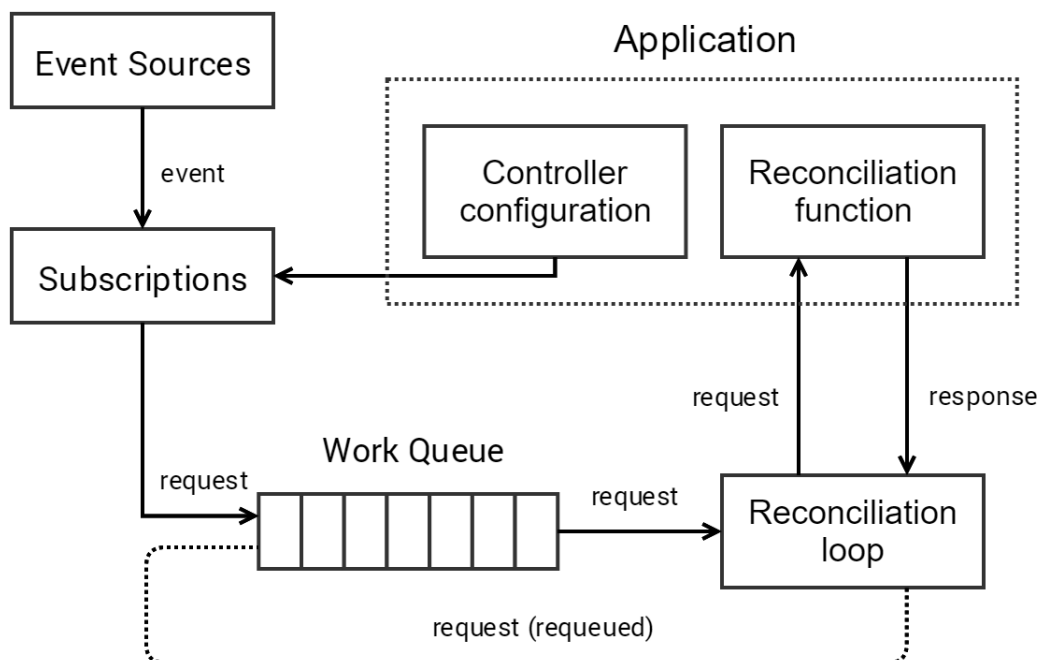 Event Sources
Application
Controller
configuration
Reconciliation
function
event
Subscriptions
request
response
Work Queue
request
request
Reconciliation
loop
request (requeued)